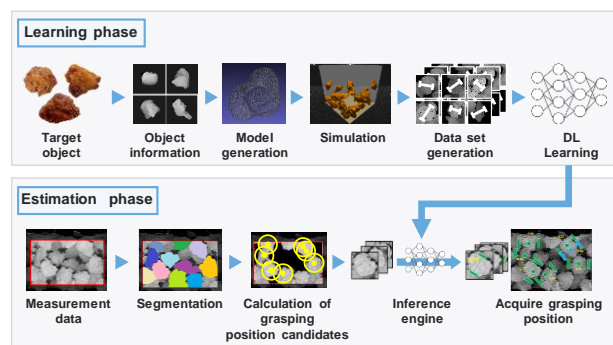 Learning phase
Target
object
Object
information
Model
generation
Simulation
Data set
generation
DL
Learning
Estimation phase
Measurement
data
Segmentation
Calculation of
grasping
position candidates
Inference
engine
Acquire grasping
position